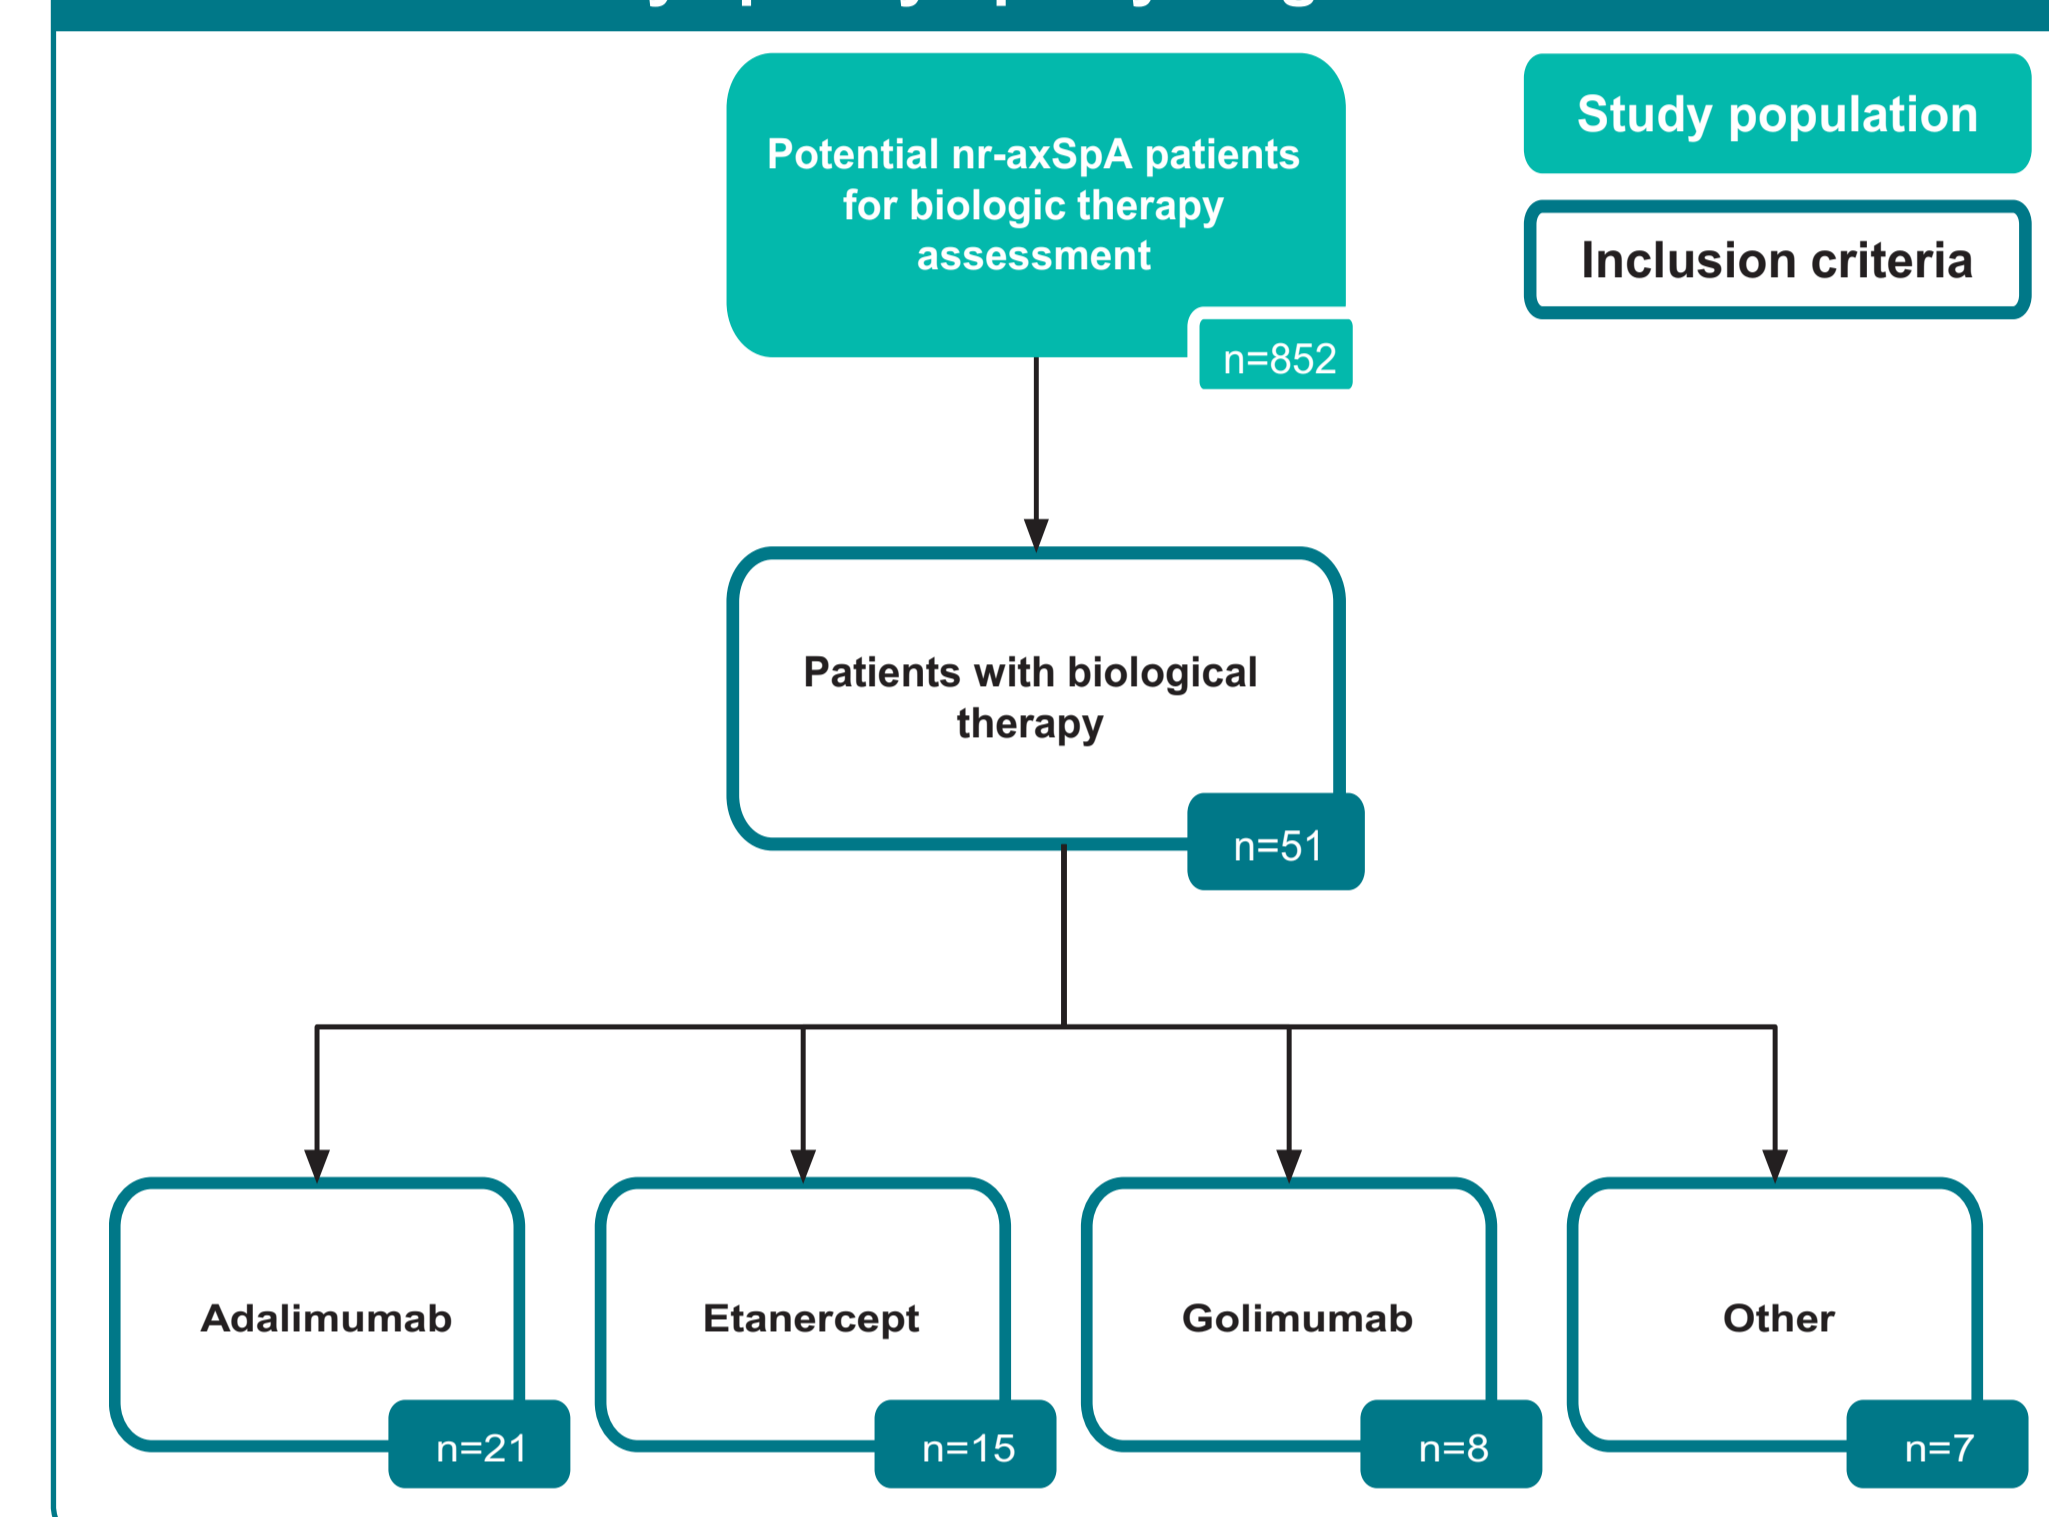 Potential nr-axSpA patients
for biologic therapy
assessment
n=852
Study population
Inclusion criteria
Patients with biological
therapy
n=51
Adalimumab
n=21
Etanercept
n=15
Golimumab
n=8
Other
n=7